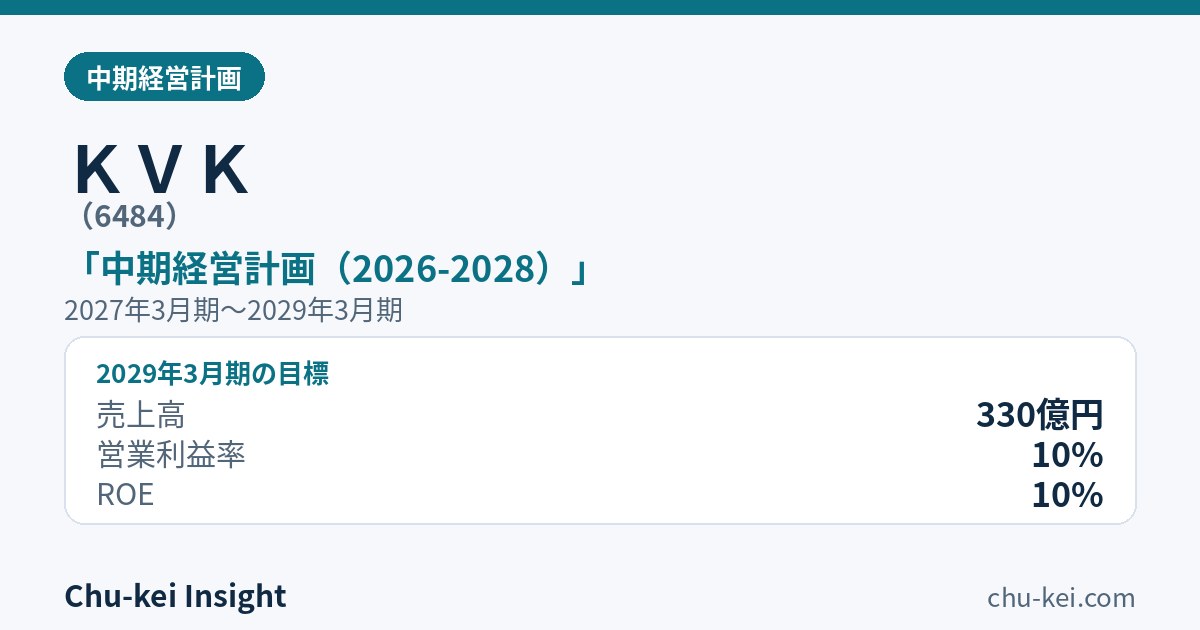 中期経営計画
ＫＶＫ
（6484）
「中期経営計画（2026-2028）」
2027年3月期〜2029年3月期
2029年3月期の目標
売上高 330億円
営業利益率 10%
ROE 10%
Chu-kei Insight chu-kei.com